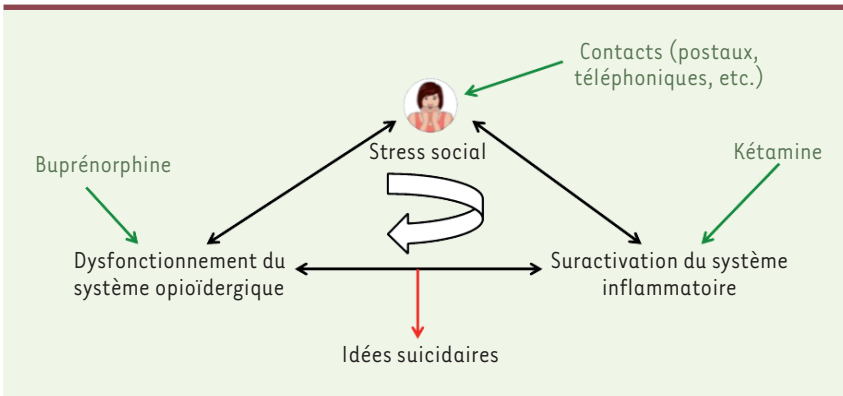 Contacts (postaux,
téléphoniques, etc.)
Stress social
Buprénorphine
Kétamine
Dysfonctionnement du
système opioïdergique
Suractivation du système
inflammatoire
Idées suicidaires